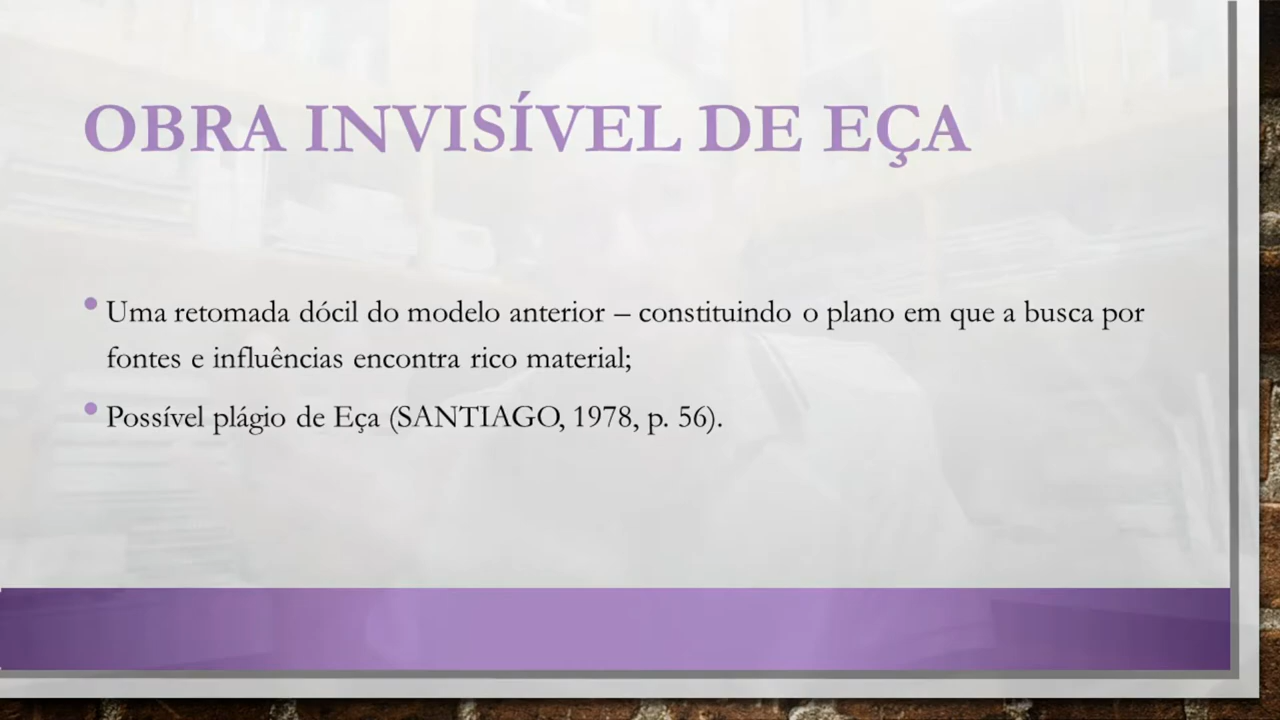 OBRA INVISÍVEL DE EÇA
• Uma retomada dócil do modelo anterior – constituindo o plano em que a busca por
fontes e influências encontra rico material;
• Possível plágio de Eça (SANTIAGO, 1978, p. 56).